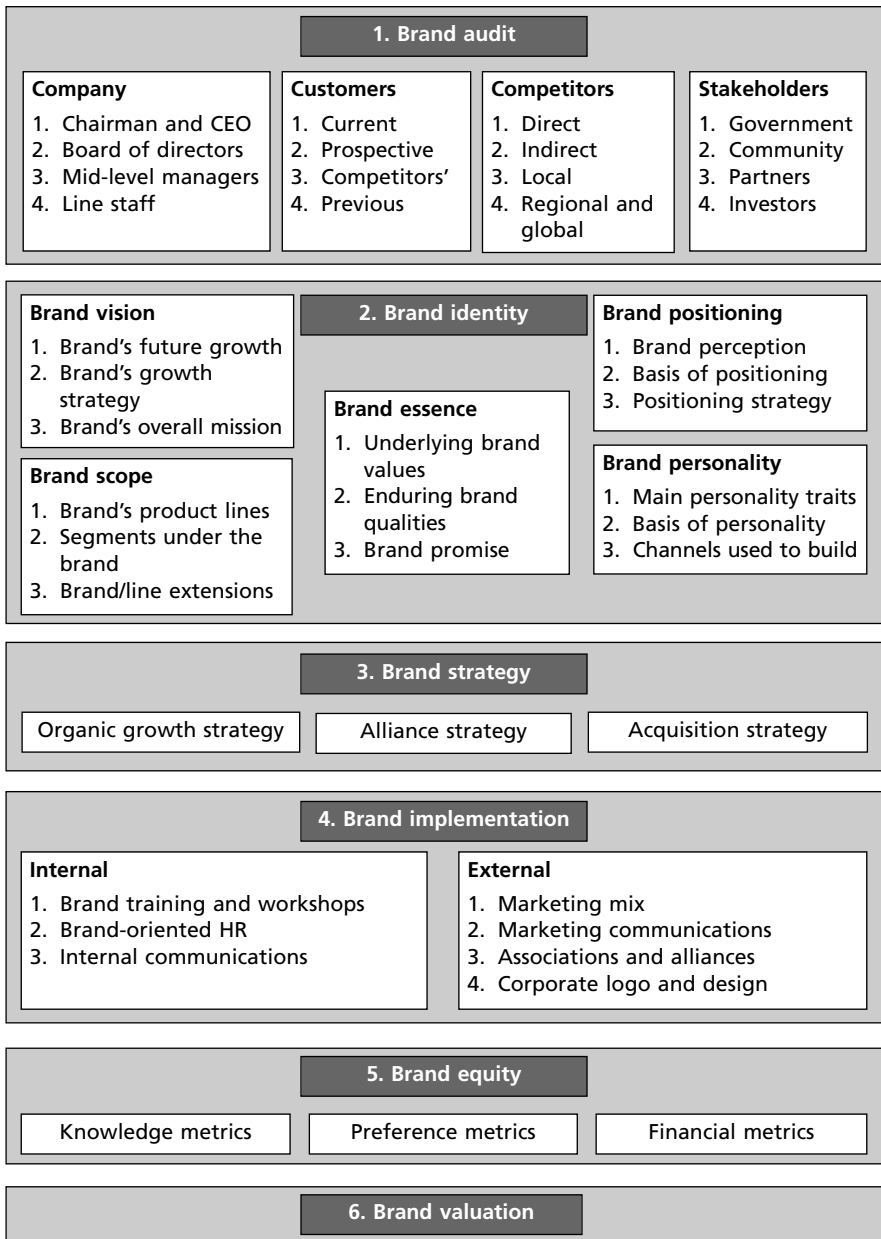 1. Brand audit
Company
1. Chairman and CEO
2. Board of directors
3. Mid-level managers
4. Line staff
Customers
1. Current
2. Prospective
3. Competitors’
4. Previous
Competitors
1. Direct
2. Indirect
3. Local
4. Regional and
global
Stakeholders
1. Government
2. Community
3. Partners
4. Investors
2. Brand identity
Brand vision
1. Brand’s future growth
2. Brand’s growth
strategy
3. Brand’s overall mission
Brand scope
1. Brand’s product lines
2. Segments under the
brand
3. Brand/line extensions
Brand essence
1. Underlying brand
values
2. Enduring brand
qualities
3. Brand promise
Brand positioning
1. Brand perception
2. Basis of positioning
3. Positioning strategy
Brand personality
1. Main personality traits
2. Basis of personality
3. Channels used to build
3. Brand strategy
Organic growth strategy
Alliance strategy
Acquisition strategy
4. Brand implementation
Internal
1. Brand training and workshops
2. Brand-oriented HR
3. Internal communications
External
1. Marketing mix
2. Marketing communications
3. Associations and alliances
4. Corporate logo and design
5. Brand equity
Knowledge metrics
Preference metrics
Financial metrics
6. Brand valuation